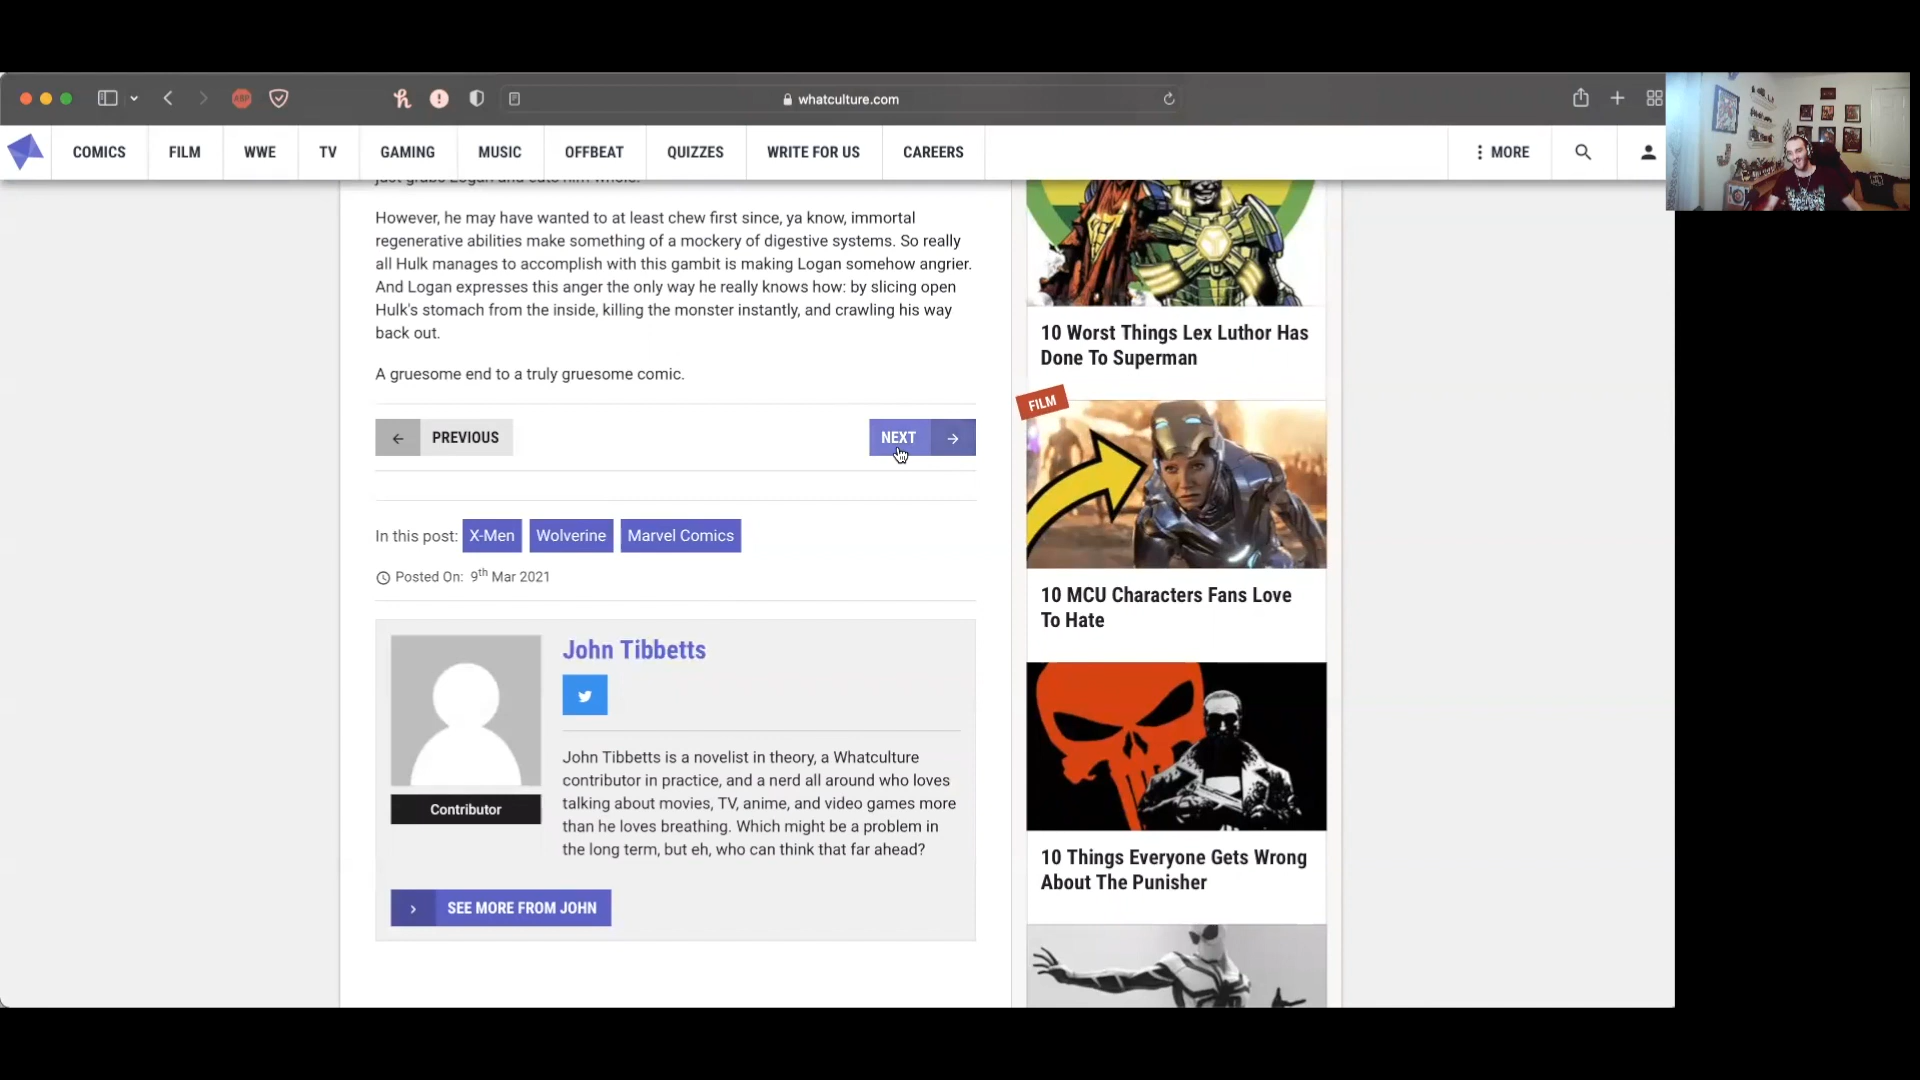 ABP
whatculture.com
COMICS
FILM
WWE
TV
GAMING
MUSIC
OFFBEAT
QUIZZES
WRITE FOR US
CAREERS
MORE
However, he may have wanted to at least chew first since, ya know, immortal
regenerative abilities make something of a mockery of digestive systems. So really
all Hulk manages to accomplish with this gambit is making Logan somehow angrier.
And Logan expresses this anger the only way he really knows how: by slicing open
Hulk's stomach from the inside, killing the monster instantly, and crawling his way
back out.
A gruesome end to a truly gruesome comic.
PREVIOUS
NEXT
In this post: X-Men Wolverine Marvel Comics
Posted On: 9th Mar 2021
John Tibbetts
Contributor
John Tibbetts is a novelist in theory, a Whatculture
contributor in practice, and a nerd all around who loves
talking about movies, TV, anime, and video games more
than he loves breathing. Which might be a problem in
the long term, but eh, who can think that far ahead?
SEE MORE FROM JOHN
10 Worst Things Lex Luthor Has
Done To Superman
FILM
10 MCU Characters Fans Love
To Hate
10 Things Everyone Gets Wrong
About The Punisher